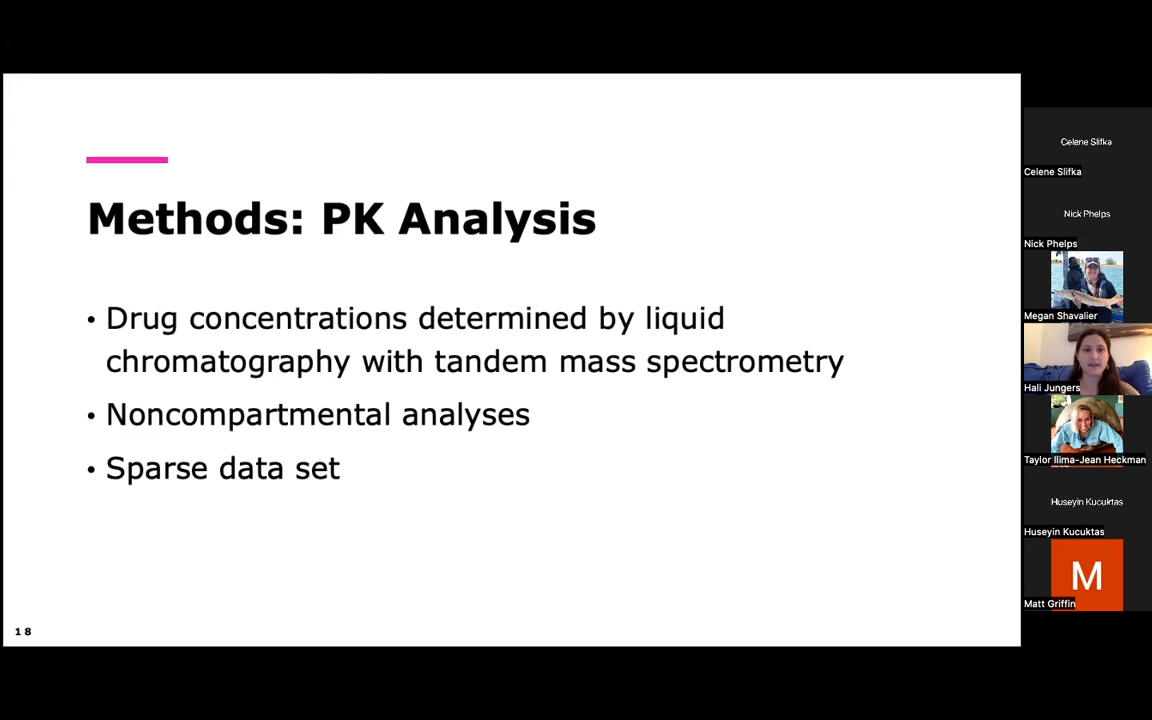 Methods: PK Analysis
• Drug concentrations determined by liquid
chromatography with tandem mass spectrometry
• Noncompartmental analyses
• Sparse data set
18
Celene Slifka
Celene Slifka
Nick Phelps
Nick Phelps
Megan Shavalier
Hali Jungers
Taylor Ilima-Jean Heckman
Huseyin Kucuktas
Huseyin Kucuktas
M
Matt Griffin